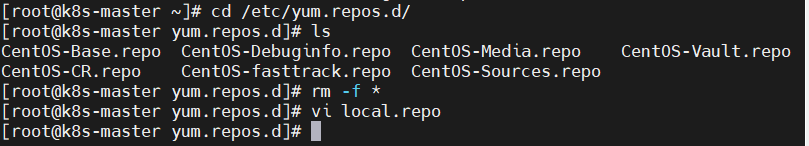 [root@k8s-master ~]# cd /etc/yum.repos.d/
[root@k8s-master yum.repos.d]# ls
CentOS-Base.repo  CentOS-Debuginfo.repo  CentOS-Media.repo    CentOS-Vault.repo
CentOS-CR.repo    CentOS-fasttrack.repo  CentOS-Sources.repo
[root@k8s-master yum.repos.d]# rm -f *
[root@k8s-master yum.repos.d]# vi local.repo
[root@k8s-master yum.repos.d]#